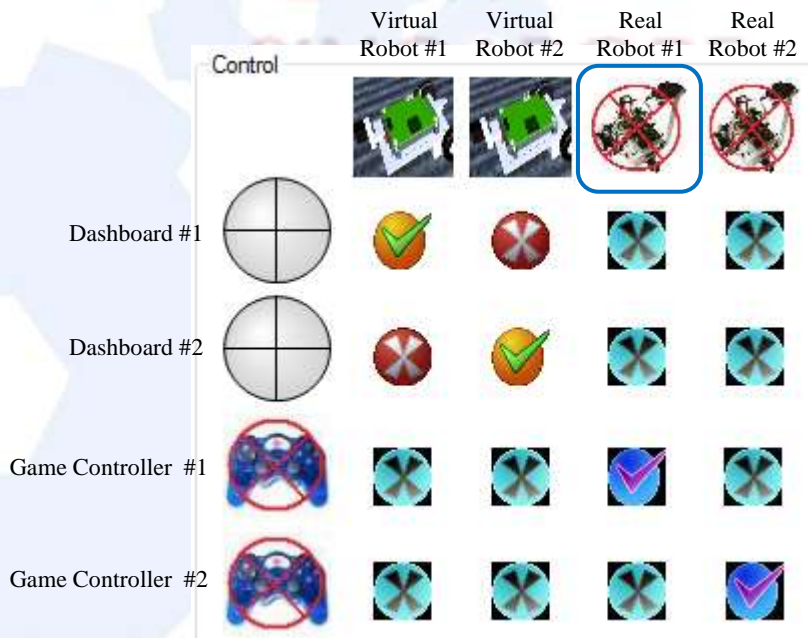 Virtual Robot #1
Virtual Robot #2
Real Robot #1
Real Robot #2
Control
Dashboard #1
Dashboard #2
Game Controller #1
Game Controller #2